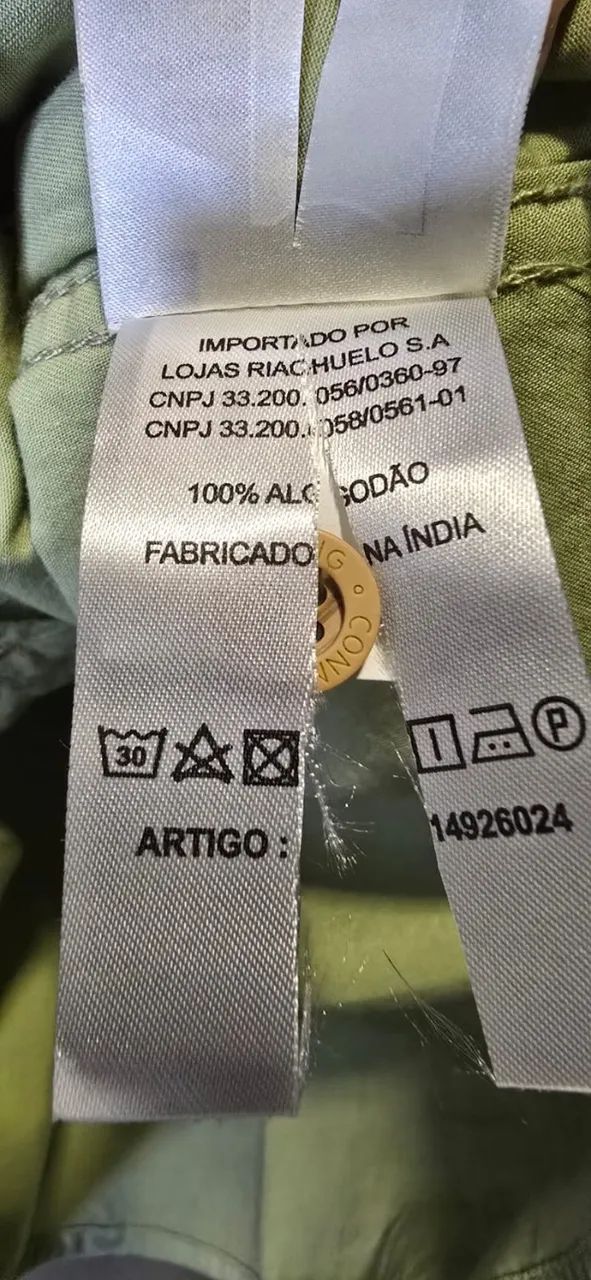 IMPORTADO POR
LOJAS RIACHUELO S.A
CNPJ 33.200.056/0360-97
CNPJ 33.200.058/0561-01
100% ALGODÃO
FABRICADO NA ÍNDIA
30 P
ARTIGO : 14926024